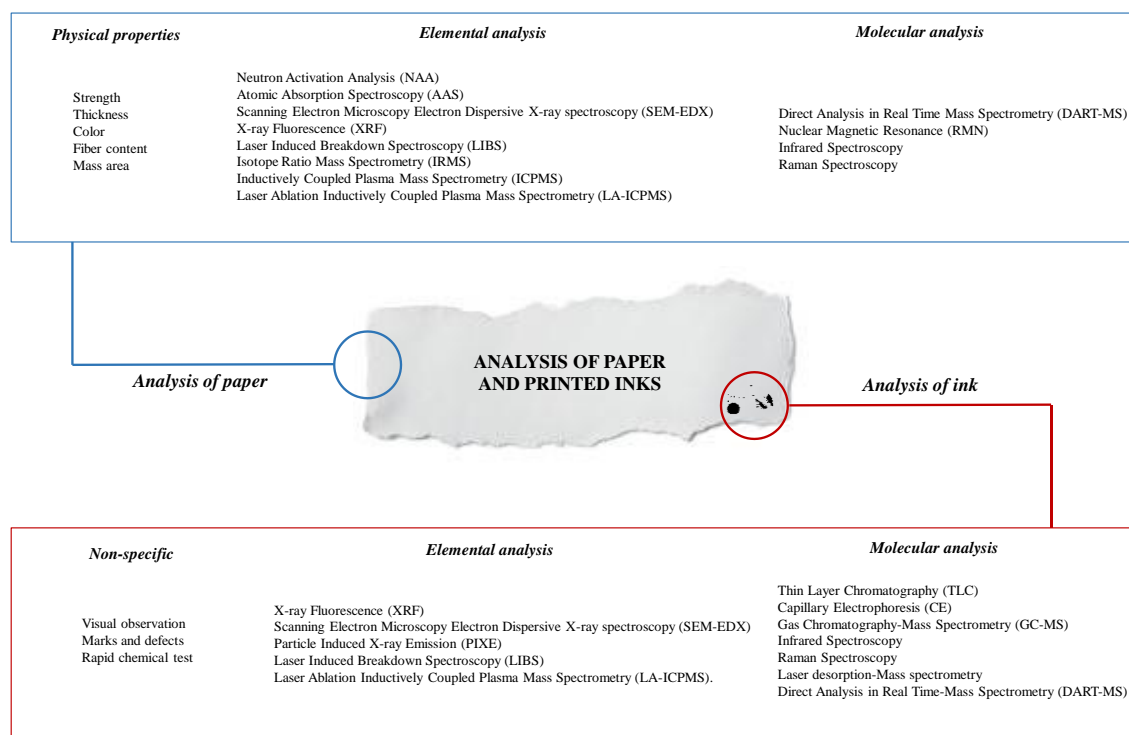 Physical properties
Strength
Thickness
Color
Fiber content
Mass area
Elemental analysis
Neutron Activation Analysis (NAA)
Atomic Absorption Spectroscopy (AAS)
Scanning Electron Microscopy Electron Dispersive X-ray spectroscopy (SEM-EDX)
X-ray Fluorescence (XRF)
Laser Induced Breakdown Spectroscopy (LIBS)
Isotope Ratio Mass Spectrometry (IRMS)
Inductively Coupled Plasma Mass Spectrometry (ICPMS)
Laser Ablation Inductively Coupled Plasma Mass Spectrometry (LA-ICPMS)
Molecular analysis
Direct Analysis in Real Time Mass Spectrometry (DART-MS)
Nuclear Magnetic Resonance (RMN)
Infrared Spectroscopy
Raman Spectroscopy
Analysis of paper
ANALYSIS OF PAPER
AND PRINTED INKS
Analysis of ink
Non-specific
Visual observation
Marks and defects
Rapid chemical test
Elemental analysis
X-ray Fluorescence (XRF)
Scanning Electron Microscopy Electron Dispersive X-ray spectroscopy (SEM-EDX)
Particle Induced X-ray Emission (PIXE)
Laser Induced Breakdown Spectroscopy (LIBS)
Laser Ablation Inductively Coupled Plasma Mass Spectrometry (LA-ICPMS).
Molecular analysis
Thin Layer Chromatography (TLC)
Capillary Electrophoresis (CE)
Gas Chromatography-Mass Spectrometry (GC-MS)
Infrared Spectroscopy
Raman Spectroscopy
Laser desorption-Mass spectrometry
Direct Analysis in Real Time-Mass Spectrometry (DART-MS)